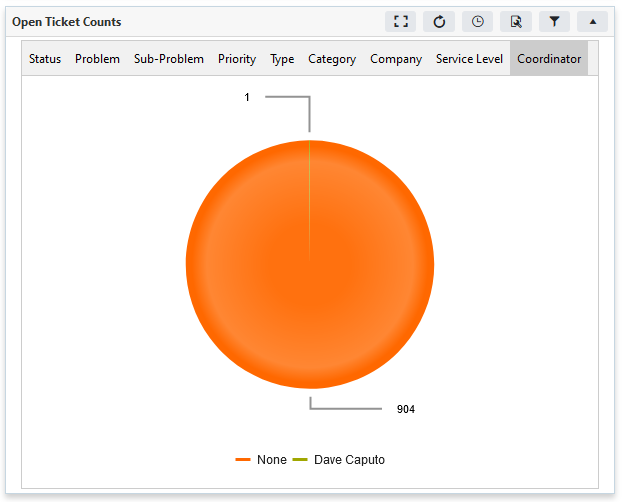 Open Ticket Counts
Status Problem Sub-Problem Priority Type Category Company Service Level Coordinator
1
904
None Dave Caputo